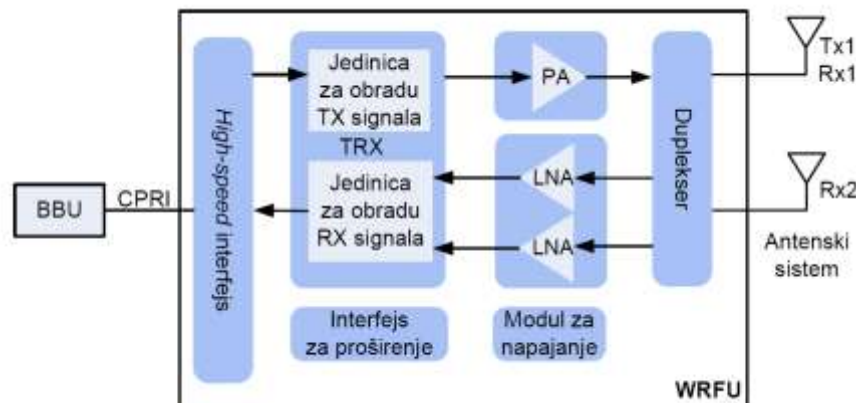 BBU
CPRI
High-speed interfejs
Jedinica
za obradu
TX signala
TRX
Jedinica
za obradu
RX signala
PA
LNA
LNA
Duplekser
Tx1
Rx1
Rx2
Antenski
sistem
Interfejs
za proširenje
Modul za
napajanje
WRFU